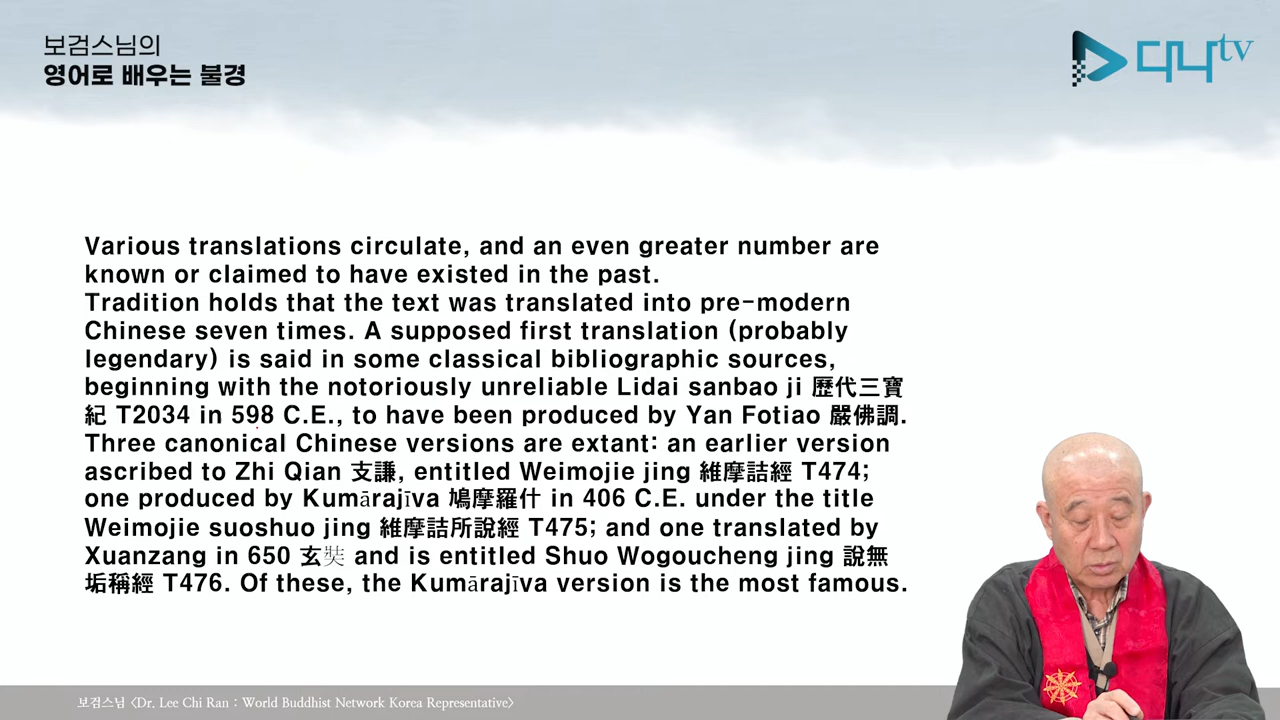 보검스님의
영어로 배우는 불경
다나tv
Various translations circulate, and an even greater number are
known or claimed to have existed in the past.
Tradition holds that the text was translated into pre-modern
Chinese seven times. A supposed first translation (probably
legendary) is said in some classical bibliographic sources,
beginning with the notoriously unreliable Lidai sanbao ji 歷代三寶
紀 T2034 in 598 C.E., to have been produced by Yan Fotiao 嚴佛調.
Three canonical Chinese versions are extant: an earlier version
ascribed to Zhi Qian 支謙, entitled Weimojie jing 維摩詰經 T474;
one produced by Kumārajīva 鳩摩羅什 in 406 C.E. under the title
Weimojie suoshuo jing 維摩詰所說經 T475; and one translated by
Xuanzang in 650 玄奘 and is entitled Shuo Wogoucheng jing 說無
垢稱經 T476. Of these, the Kumārajīva version is the most famous.
보검스님 <Dr. Lee Chi Ran : World Buddhist Network Korea Representative>